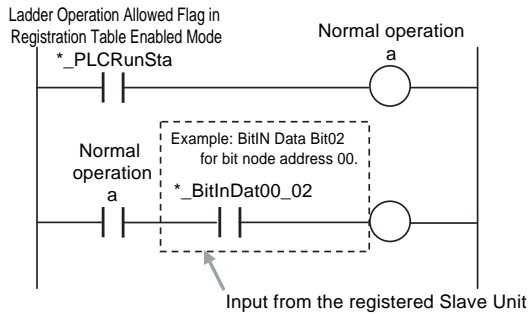 Ladder Operation Allowed Flag in
Registration Table Enabled Mode
*_PLCRunSta
Normal operation
a
Normal
operation
a
Example: BitIN Data Bit02
for bit node address 00.
*_BitInDat00_02
Input from the registered Slave Unit